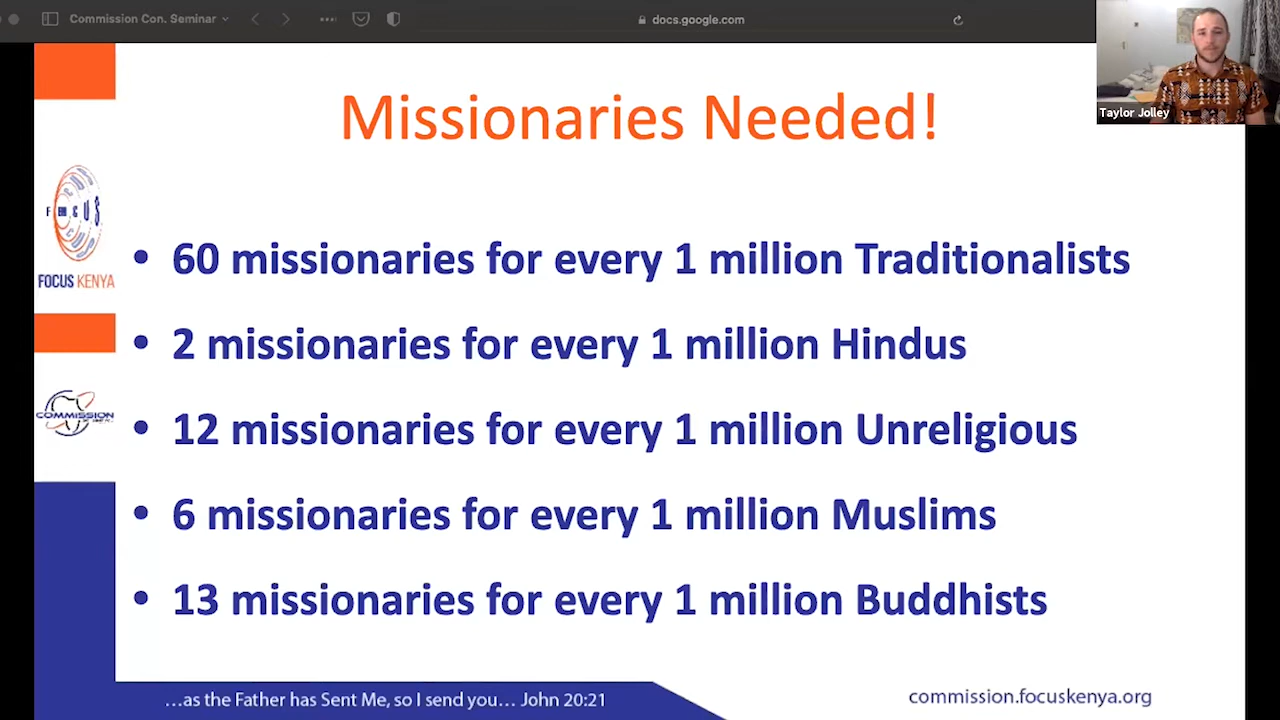 Commission Con. Seminar
docs.google.com
Taylor Jolley
Missionaries Needed!
FOCUS KENYA
COMMISSION
• 60 missionaries for every 1 million Traditionalists
• 2 missionaries for every 1 million Hindus
• 12 missionaries for every 1 million Unreligious
• 6 missionaries for every 1 million Muslims
• 13 missionaries for every 1 million Buddhists
...as the Father has Sent Me, so I send you... John 20:21
commission.focuskenya.org